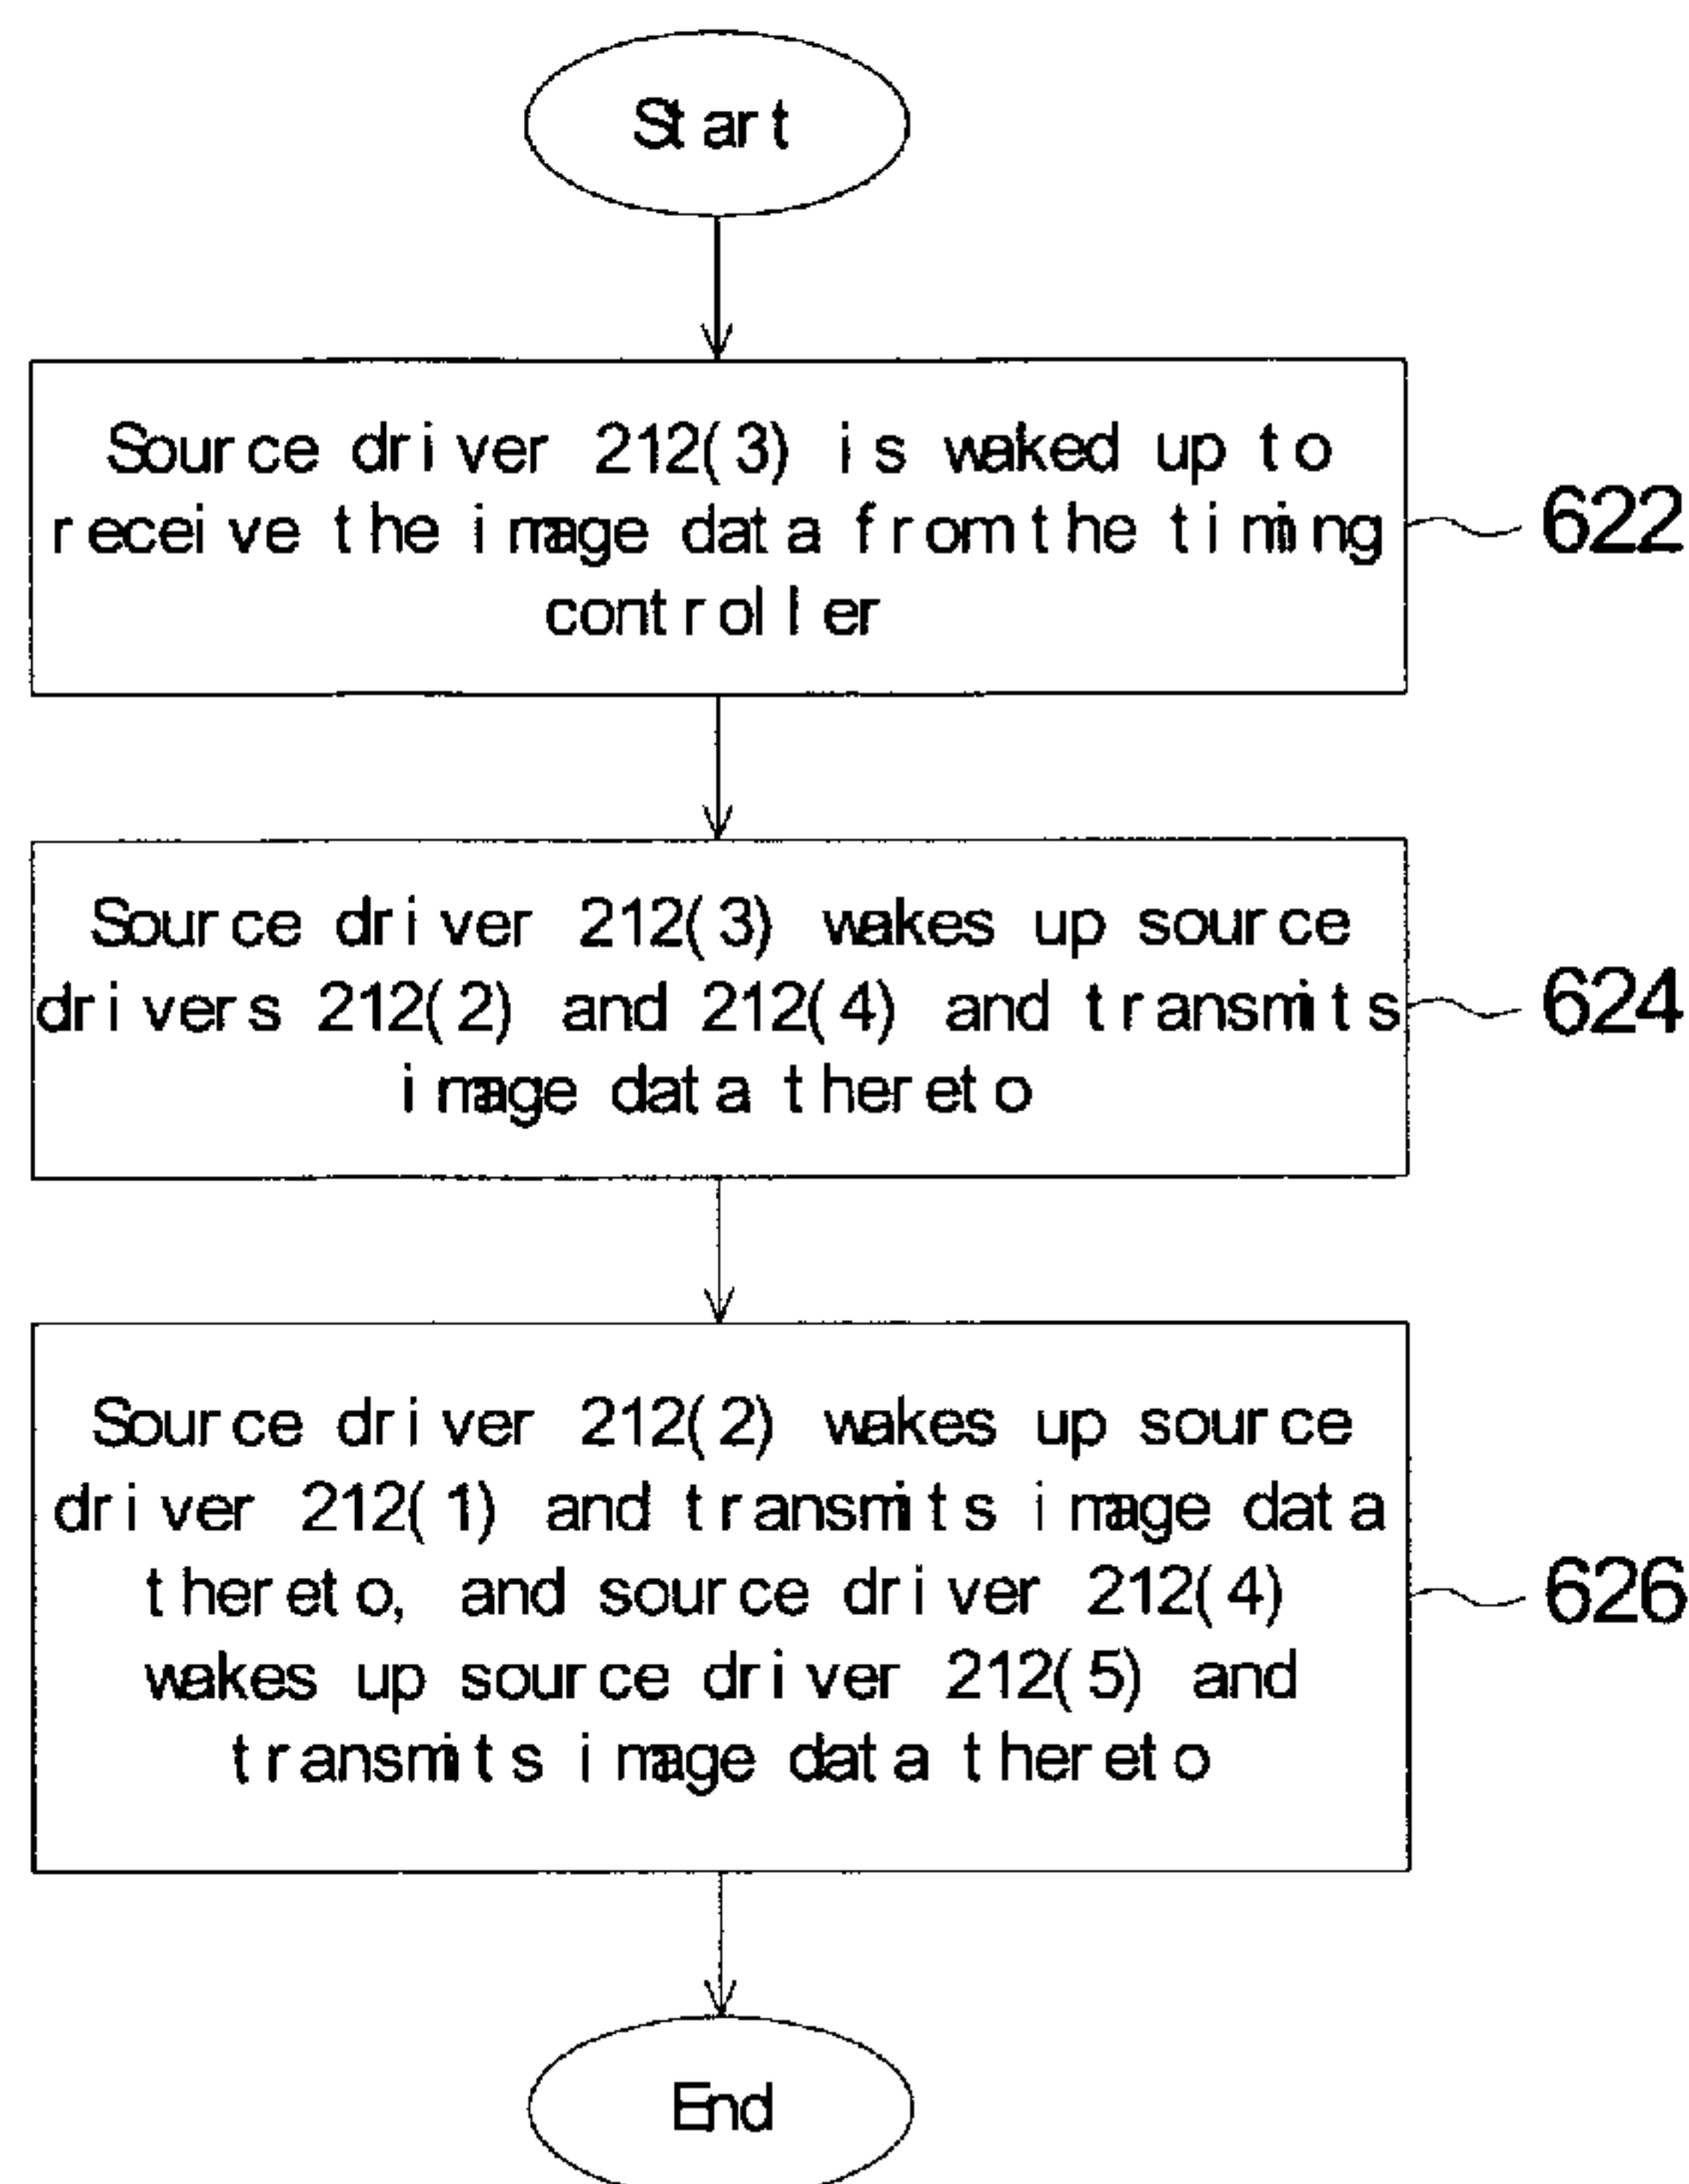 Start
Source driver 212(3) is waked up to
receive the image data from the timing
controller
622
Source driver 212(3) wakes up source
drivers 212(2) and 212(4) and transmits
image data thereto
624
Source driver 212(2) wakes up source
driver 212(1) and transmits image data
thereto, and source driver 212(4)
wakes up source driver 212(5) and
transmits image data thereto
626
End